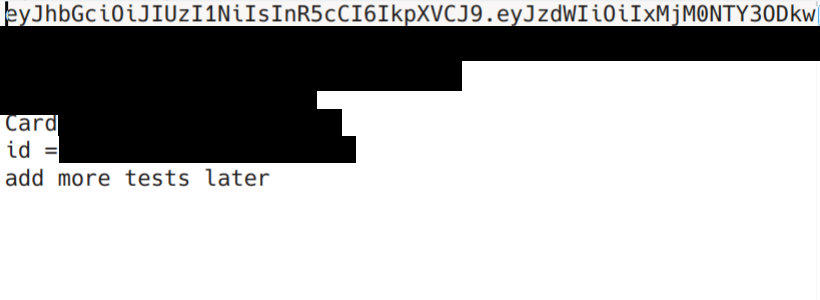 eyJhbGciOiJIUzI1NiIsInR5cCI6IkpXVCJ9.eyJzdWIiOiIxMjM0NTY3ODkw
Card
id =
add more tests later